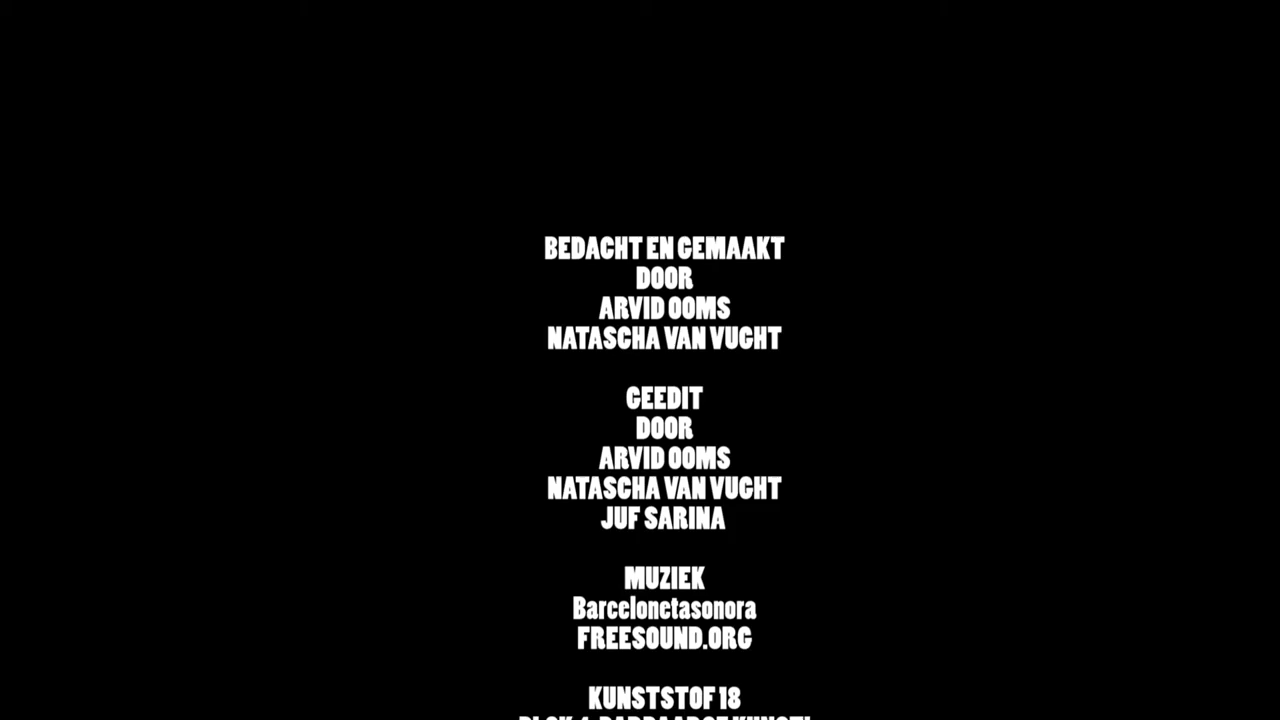 BEDACHT EN GEMAAKT
DOOR
ARVID OOMS
NATASCHA VAN VUGHT
GEEDIT
DOOR
ARVID OOMS
NATASCHA VAN VUGHT
JUF SARINA
MUZIEK
Barcelonetasonora
FREESOUND.ORG
KUNSTSTOF 18